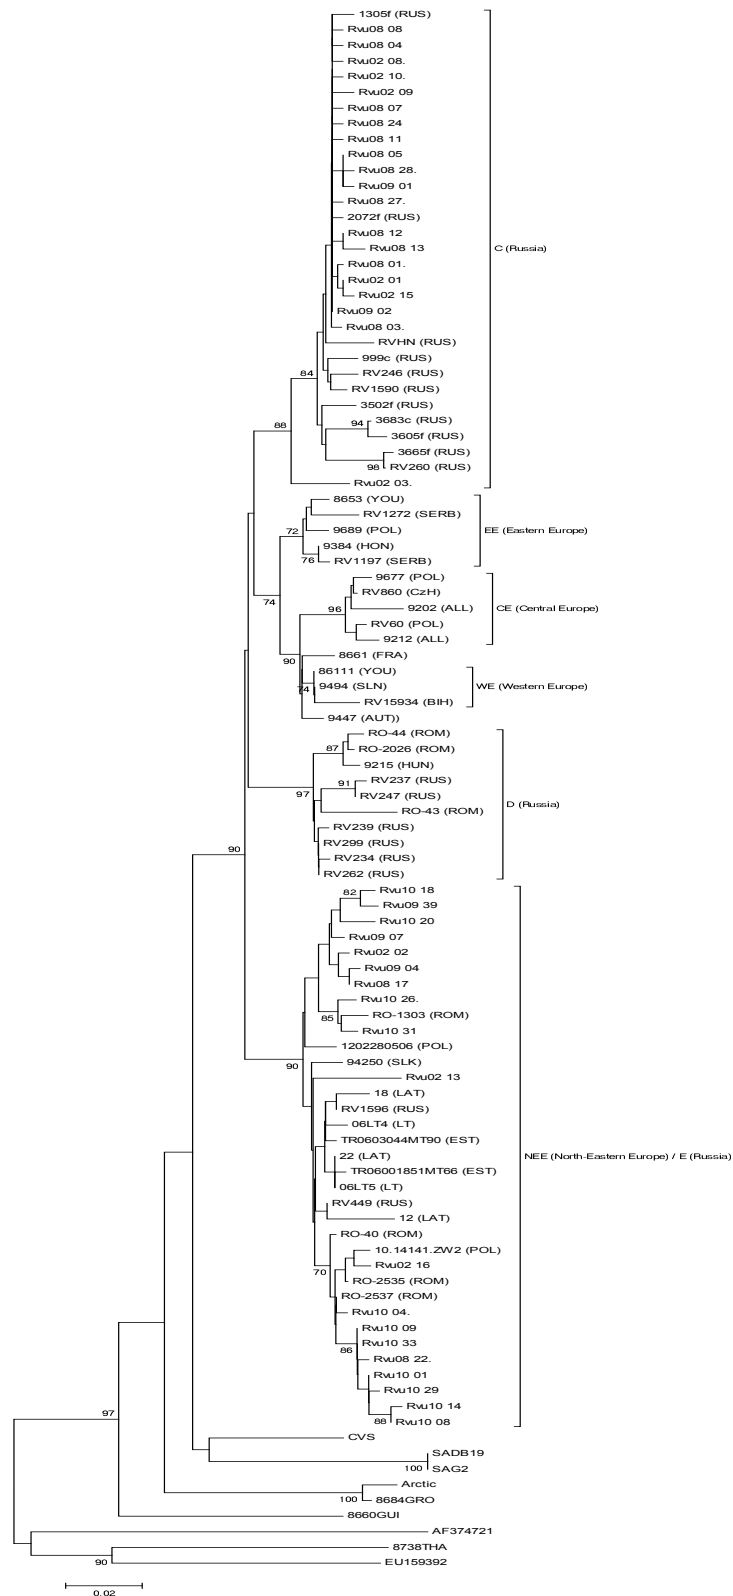 1305f (RUS)
Rvu08 08
Rvu08 04
Rvu02 08.
Rvu02 10.
Rvu02 09
Rvu08 07
Rvu08 24
Rvu08 11
Rvu08 05
Rvu08 28.
Rvu09 01
Rvu08 27.
2072f (RUS)
Rvu08 12
Rvu08 13
C (Russia)
Rvu08 01.
Rvu02 01
Rvu02 15
Rvu09 02
Rvu08 03.
RVHN (RUS)
999c (RUS)
84
RV246 (RUS)
RV1590 (RUS)
3502f (RUS)
94
3683c (RUS)
88
3605f (RUS)
3665f (RUS)
98
RV260 (RUS)
Rvu02 03.
8653 (YOU)
RV1272 (SERB)
72
9689 (POL)
EE (Eastern Europe)
9384 (HON)
76
RV1197 (SERB)
9677 (POL)
RV860 (CzH)
74
96
9202 (ALL)
CE (Central Europe)
RV60 (POL)
9212 (ALL)
8661 (FRA)
90
86111 (YOU)
9494 (SLN)
74
WE (Western Europe)
RV15934 (BIH)
9447 (AUT))
RO-44 (ROM)
87
RO-2026 (ROM)
9215 (HUN)
91
RV237 (RUS)
97
RV247 (RUS)
D (Russia)
RO-43 (ROM)
RV239 (RUS)
RV299 (RUS)
90
RV234 (RUS)
RV262 (RUS)
82
Rvu10 18
Rvu09 39
Rvu10 20
Rvu09 07
Rvu02 02
Rvu09 04
Rvu08 17
Rvu10 26.
85
RO-1303 (ROM)
Rvu10 31
1202280506 (POL)
90
94250 (SLK)
Rvu02 13
18 (LAT)
RV1596 (RUS)
06LT4 (LT)
TR0603044MT90 (EST)
22 (LAT)
NEE (North-Eastern Europe) / E (Russia)
TR06001851MT66 (EST)
06LT5 (LT)
RV449 (RUS)
12 (LAT)
RO-40 (ROM)
10.14141.ZW2 (POL)
70
Rvu02 16
RO-2535 (ROM)
RO-2537 (ROM)
Rvu10 04.
Rvu10 09
Rvu10 33
86
Rvu08 22.
Rvu10 01
Rvu10 29
97
Rvu10 14
88
Rvu10 08
CVS
SADB19
100
SAG2
Arctic
100
8684GRO
8660GUI
AF374721
8738THA
90
EU159392
0.02